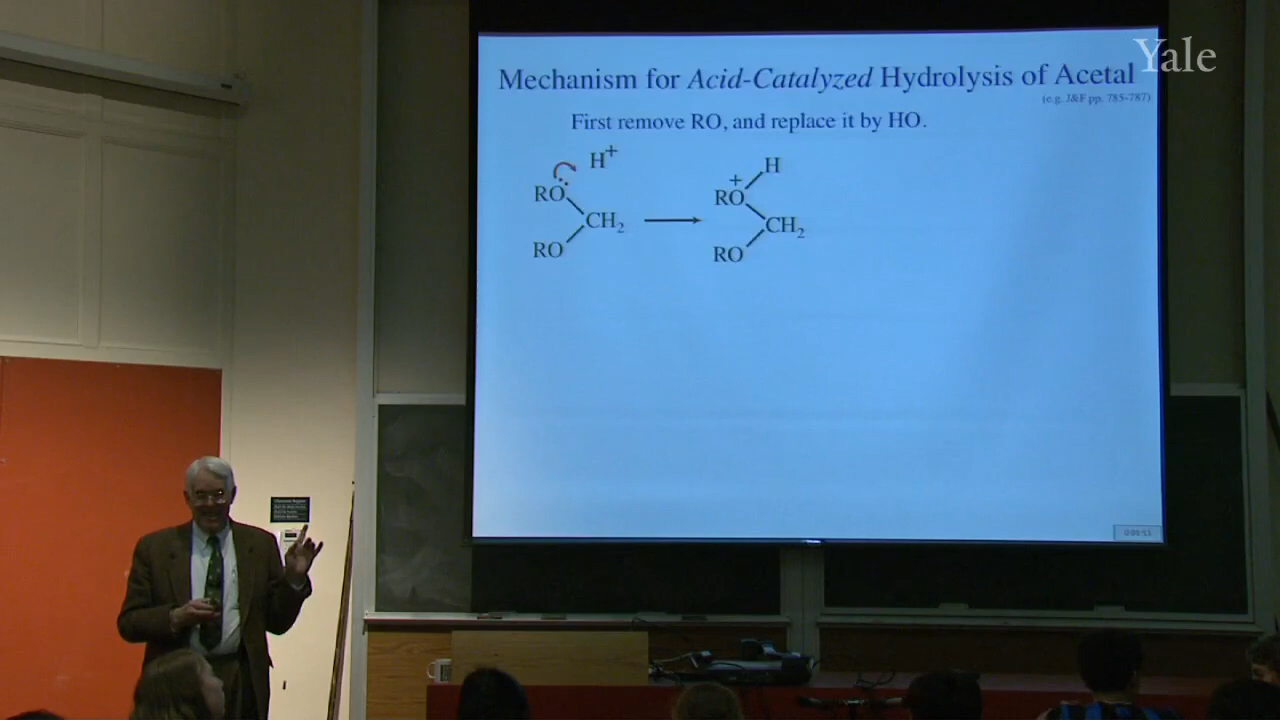 Yale
Mechanism for Acid-Catalyzed Hydrolysis of Acetal
(e.g. J&F pp. 785-787)
First remove RO, and replace it by HO.
H+
RO
CH2
RO
H
+
RO
CH2
RO